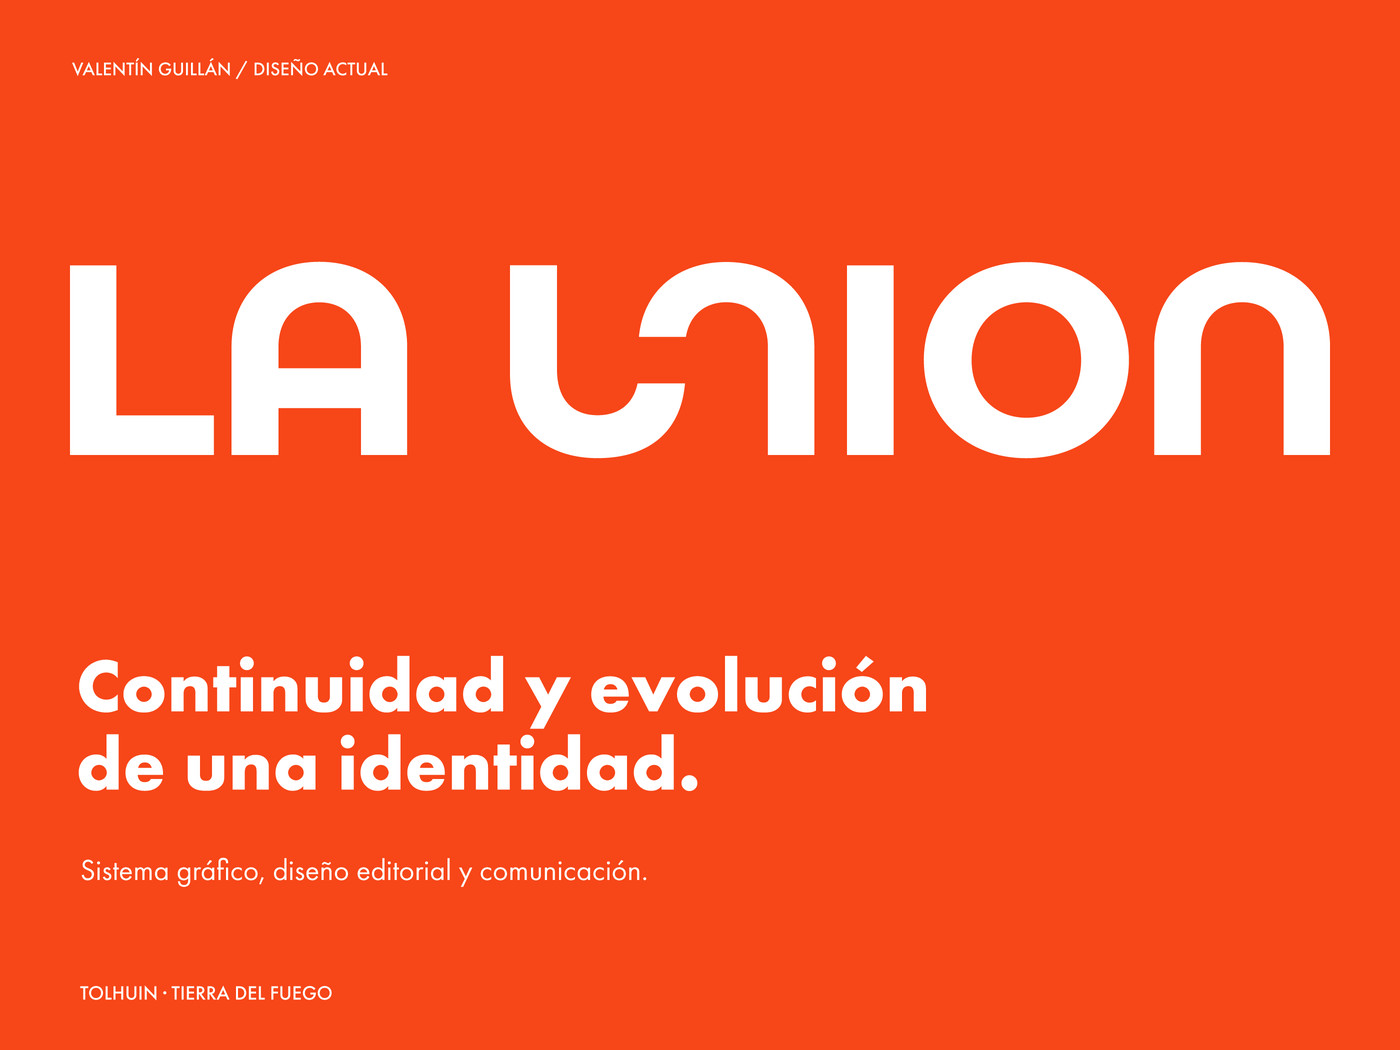 VALENTÍN GUILLÁN / DISEÑO ACTUAL
LA UNION
Continuidad y evolución
de una identidad.
Sistema gráfico, diseño editorial y comunicación.
TOLHUIN · TIERRA DEL FUEGO